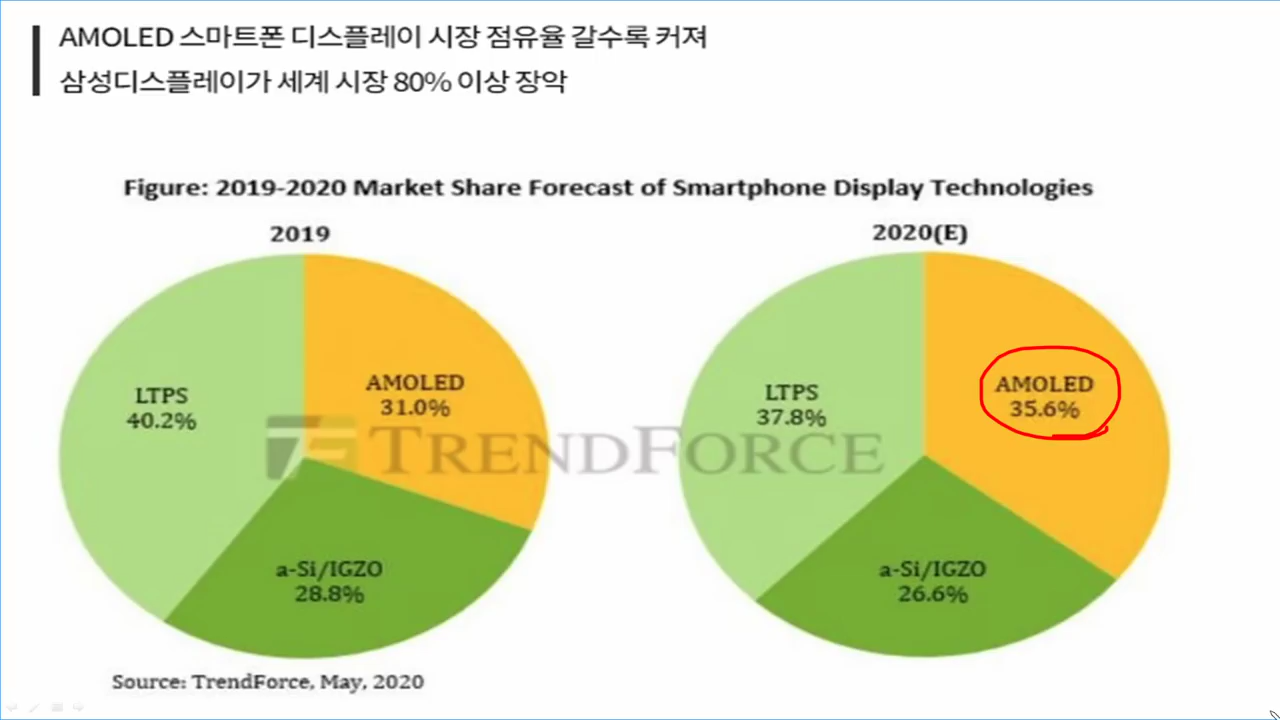 AMOLED 스마트폰 디스플레이 시장 점유율 갈수록 커져
삼성디스플레이가 세계 시장 80% 이상 장악
Figure: 2019-2020 Market Share Forecast of Smartphone Display Technologies
2019
LTPS
40.2%
AMOLED
31.0%
a-Si/IGZO
28.8%
2020(E)
LTPS
37.8%
AMOLED
35.6%
a-Si/IGZO
26.6%
TRENDFORCE
Source: TrendForce, May, 2020